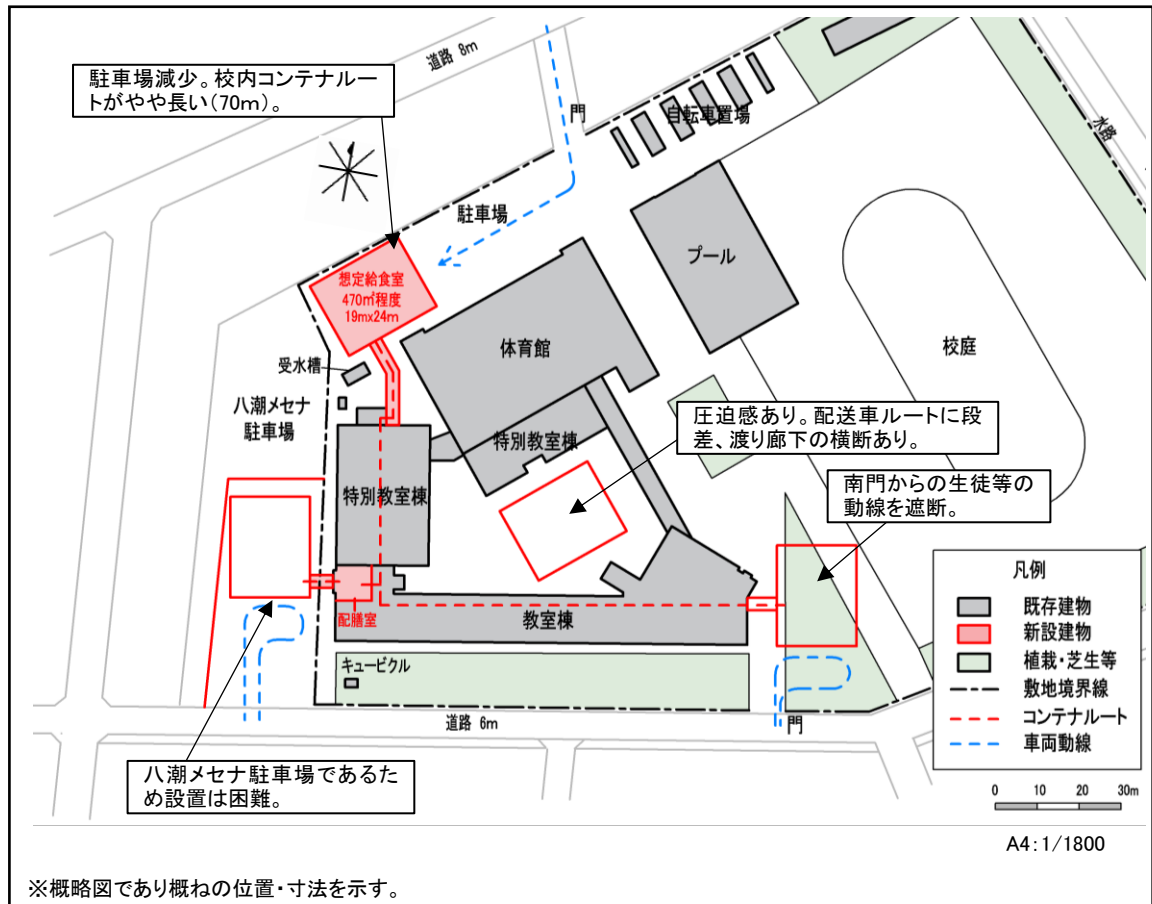 道路 8m
駐車場減少。校内コンテナルー
トがやや長い(70m)。
門
自転車置場
水路
駐車場
プール
想定給食室
470㎡程度
19mx24m
体育館
校庭
受水槽
八潮メセナ
駐車場
圧迫感あり。配送車ルートに段
差、渡り廊下の横断あり。
特別教室棟
特別教室棟
南門からの生徒等の
動線を遮断。
配膳室
教室棟
キュービクル
道路 6m
門
八潮メセナ駐車場であるた
め設置は困難。
凡例
既存建物
新設建物
植栽・芝生等
敷地境界線
コンテナルート
車両動線
0 10 20 30m
A4:1/1800
※概略図であり概ねの位置・寸法を示す。